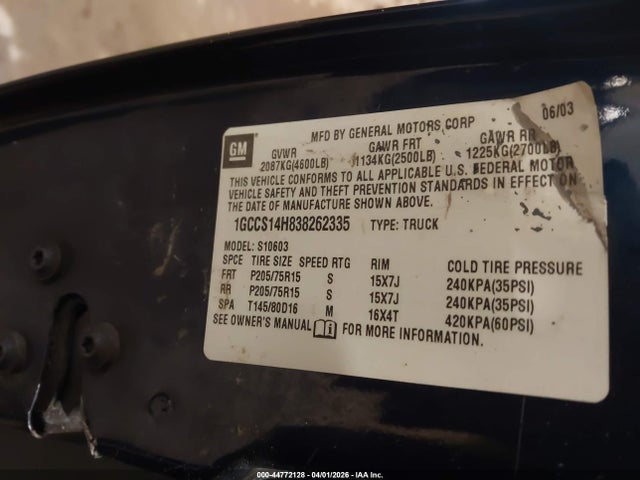 06/03
MFD BY GENERAL MOTORS CORP
GM GVWR GAWR FRT GAWR RR
2087KG(4600LB) 1134KG(2500LB) 1225KG(2700LB)
THIS VEHICLE CONFORMS TO ALL APPLICABLE U.S. FEDERAL MOTOR
VEHICLE SAFETY AND THEFT PREVENTION STANDARDS IN EFFECT ON
THE DATE OF MANUFACTURE SHOWN ABOVE.
1GCCS14H838262335 TYPE: TRUCK
MODEL: S10603
SPCE TIRE SIZE SPEED RTG RIM COLD TIRE PRESSURE
FRT P205/75R15 S 15X7J 240KPA(35PSI)
RR P205/75R15 S 15X7J 240KPA(35PSI)
SPA T145/80D16 M 16X4T 420KPA(60PSI)
SEE OWNER'S MANUAL FOR MORE INFORMATION.
000-44772128 - 04/01/2026 - IAA Inc.